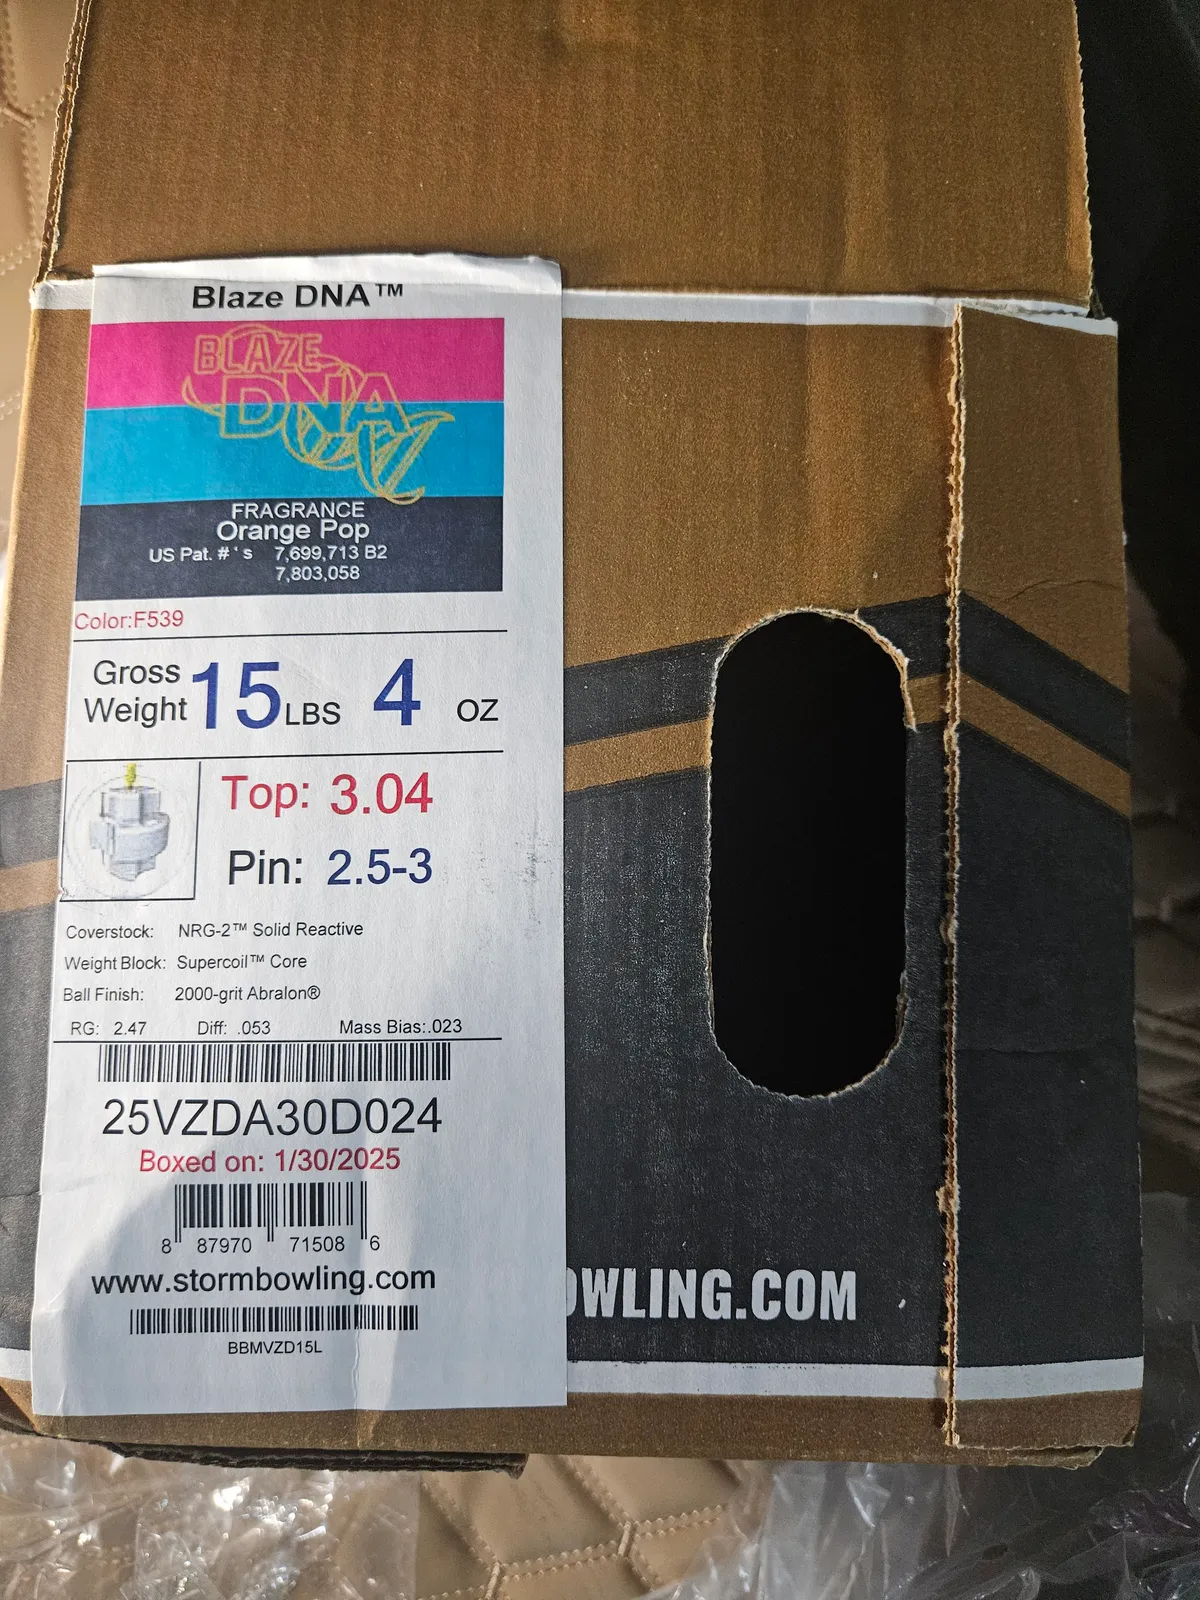 Blaze DNA™
BLAZE
DNA
FRAGRANCE
Orange Pop
US Pat. #'s 7,699,713 B2
7,803,058
Color:F539
Gross Weight 15 LBS 4 OZ
Top: 3.04
Pin: 2.5-3
Coverstock: NRG-2™ Solid Reactive
Weight Block: Supercoil™ Core
Ball Finish: 2000-grit Abralon®
RG: 2.47 Diff: .053 Mass Bias:.023
25VZDA30D024
Boxed on: 1/30/2025
8 87970 71508 6
www.stormbowling.com
BBMVZD15L
OWLING.COM